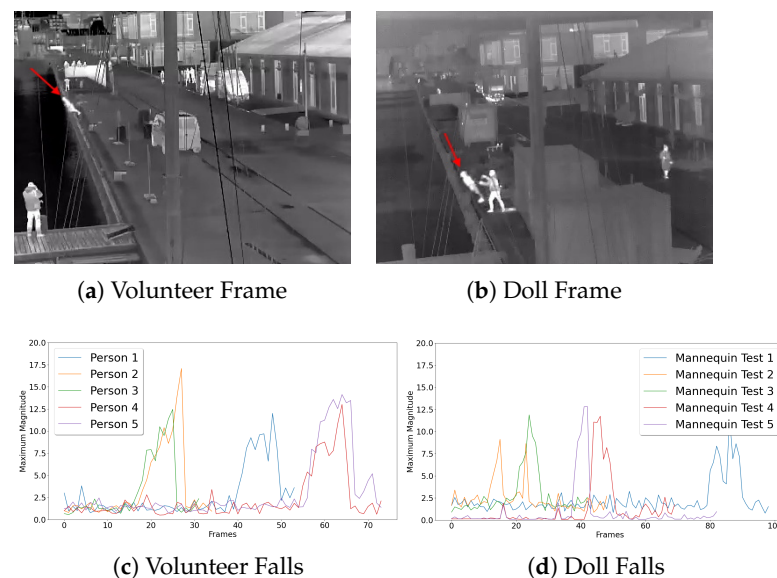 (a) Volunteer Frame
(b) Doll Frame
20.0
17.5
15.0
12.5
10.0
7.5
5.0
2.5
0.0
Maximum Magnitude
Person 1
Person 2
Person 3
Person 4
Person 5
0 10 20 30 40 50 60 70
Frames
20.0
17.5
15.0
12.5
10.0
7.5
5.0
2.5
0.0
Maximum Magnitude
Mannequin Test 1
Mannequin Test 2
Mannequin Test 3
Mannequin Test 4
Mannequin Test 5
0 20 40 60 80
Frames
(c) Volunteer Falls
(d) Doll Falls